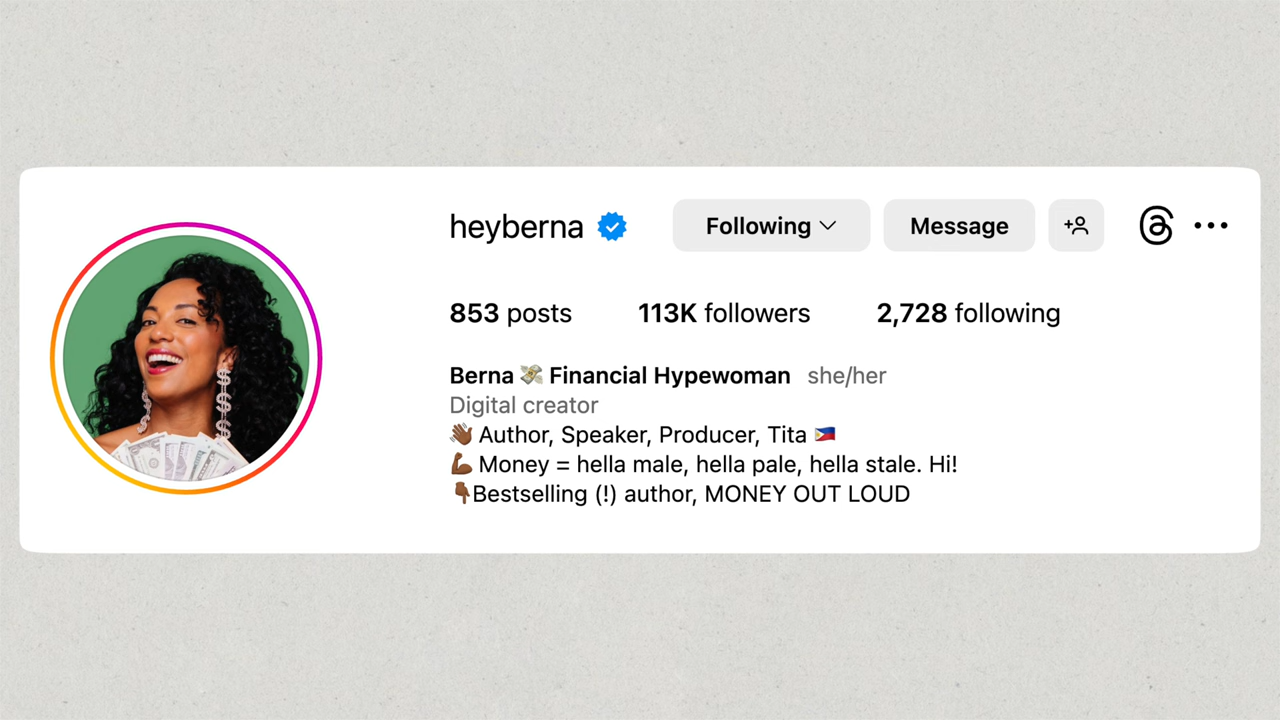 heyberna Following Message
853 posts 113K followers 2,728 following
Berna 💸 Financial Hypewoman she/her
Digital creator
👋🏾 Author, Speaker, Producer, Tita 🇵🇭
💪🏾 Money = hella male, hella pale, hella stale. Hi!
👇🏾Bestselling (!) author, MONEY OUT LOUD